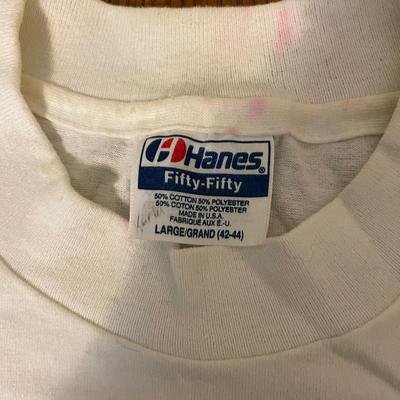 Hanes®
Fifty-Fifty
50% COTTON 50% POLYESTER
50% COTON 50% POLYESTER
MADE IN U.S.A.
FABRIQUE AUX É.-U.
LARGE/GRAND (42-44)